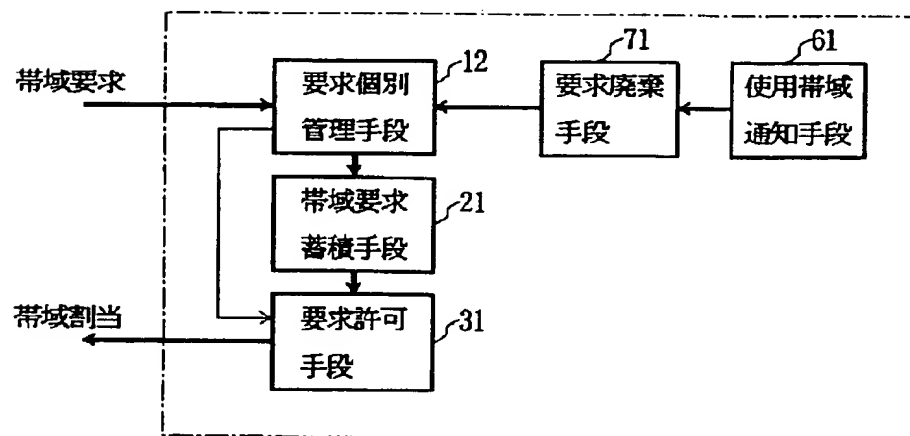 帯域要求
要求個別
管理手段
12
要求廃棄
手段
71
使用帯域
通知手段
61
帯域要求
蓄積手段
21
帯域割当
要求許可
手段
31